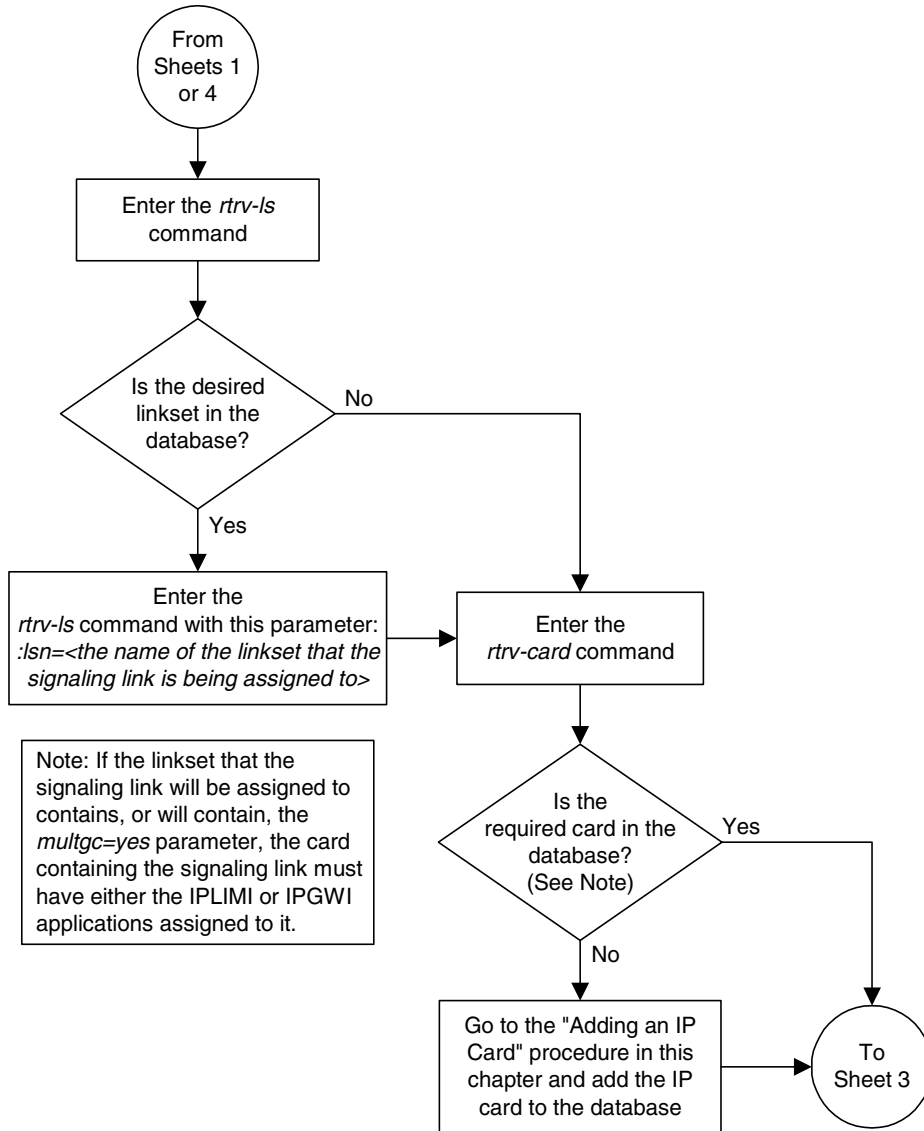 From
Sheets 1
or 4
Enter the rtrv-ls
command
Is the desired
linkset in the
database?
No
Yes
Enter the
rtrv-ls command with this parameter:
:lsn=<the name of the linkset that the
signaling link is being assigned to>
Enter the
rtrv-card command
Note: If the linkset that the
signaling link will be assigned to
contains, or will contain, the
multgc=yes parameter, the card
containing the signaling link must
have either the IPLIMI or IPGWI
applications assigned to it.
Is the
required card in the
database?
(See Note)
Yes
No
Go to the "Adding an IP
Card" procedure in this
chapter and add the IP
card to the database
To
Sheet 3